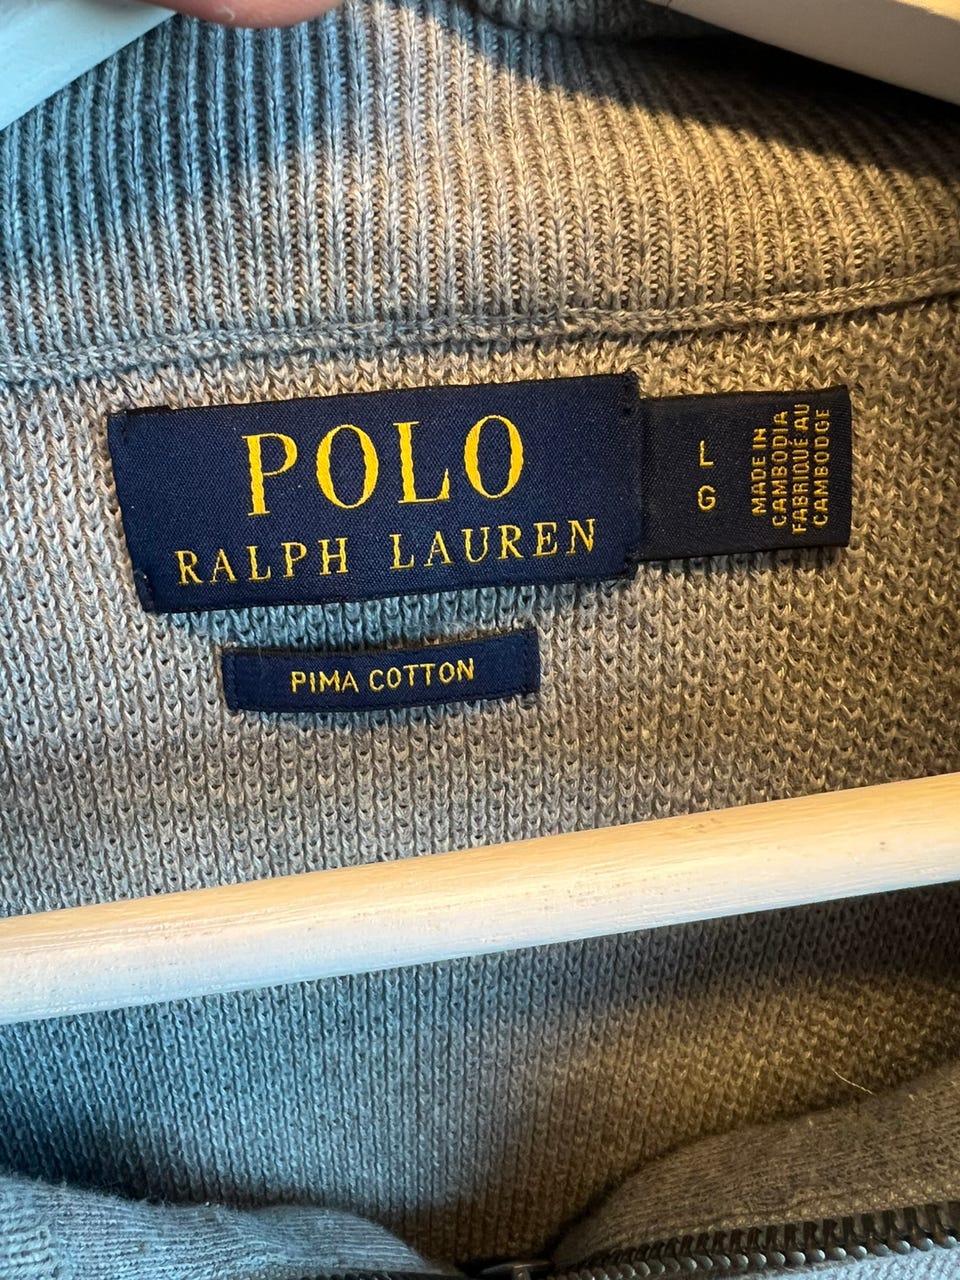 POLO
RALPH LAUREN
L
G
MADE IN
CAMBODIA
FABRIQUÉ AU
CAMBODGE
PIMA COTTON